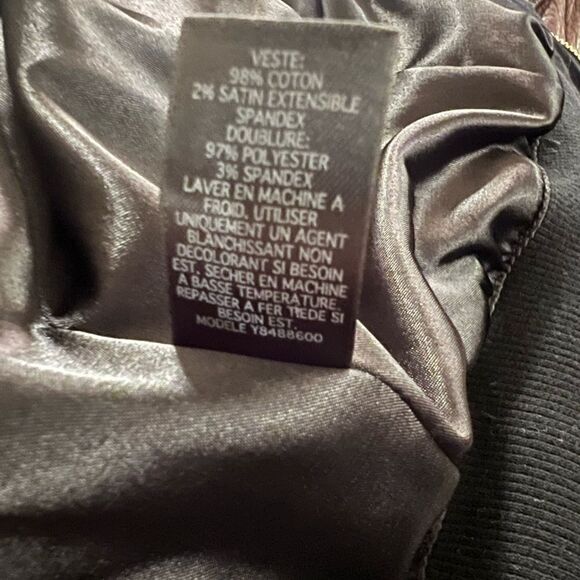 VESTE:
98% COTON
2% SATIN EXTENSIBLE
SPANDEX
DOUBLURE:
97% POLYESTER
3% SPANDEX
LAVER EN MACHINE A
FROID, UTILISER
UNIQUEMENT UN AGENT
BLANCHISSANT NON
DECOLORANT SI BESOIN
EST. SECHER EN MACHINE
A BASSE TEMPERATURE.
REPASSER A FER TIEDE SI
BESOIN EST.
MODELE Y8488600